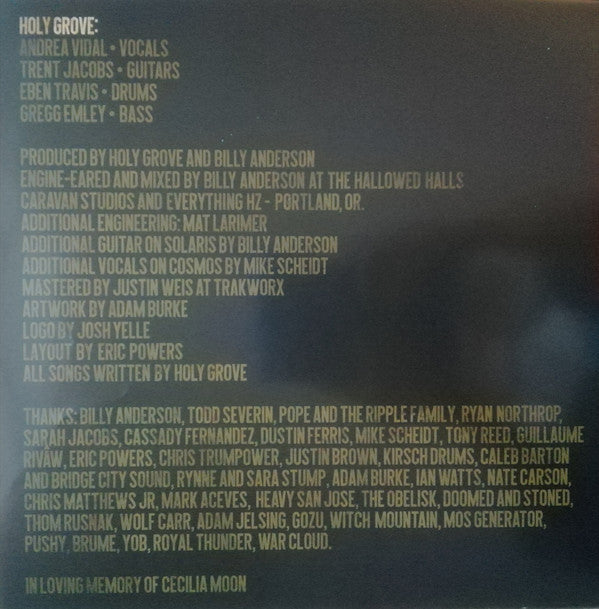 HOLY GROVE:
ANDREA VIDAL • VOCALS
TRENT JACOBS • GUITARS
EBEN TRAVIS • DRUMS
GREGG EMLEY • BASS
PRODUCED BY HOLY GROVE AND BILLY ANDERSON
ENGINE-EARED AND MIXED BY BILLY ANDERSON AT THE HALLOWED HALLS
CARAVAN STUDIOS AND EVERYTHING HZ - PORTLAND, OR.
ADDITIONAL ENGINEERING: MAT LARIMER
ADDITIONAL GUITAR ON SOLARIS BY BILLY ANDERSON
ADDITIONAL VOCALS ON COSMOS BY MIKE SCHEIDT
MASTERED BY JUSTIN WEIS AT TRAKWORX
ARTWORK BY ADAM BURKE
LOGO BY JOSH YELLE
LAYOUT BY ERIC POWERS
ALL SONGS WRITTEN BY HOLY GROVE
THANKS: BILLY ANDERSON, TODD SEVERIN, POPE AND THE RIPPLE FAMILY, RYAN NORTHROP,
SARAH JACOBS, CASSADY FERNANDEZ, DUSTIN FERRIS, MIKE SCHEIDT, TONY REED, GUILLAUME
RIVÄW, ERIC POWERS, CHRIS TRUMPOWER, JUSTIN BROWN, KIRSCH DRUMS, CALEB BARTON
AND BRIDGE CITY SOUND, RYNNE AND SARA STUMP, ADAM BURKE, IAN WATTS, NATE CARSON,
CHRIS MATTHEWS JR, MARK ACEVES, HEAVY SAN JOSE, THE OBELISK, DOOMED AND STONED,
THOM RUSNAK, WOLF CARR, ADAM JELSING, GOZU, WITCH MOUNTAIN, MOS GENERATOR,
PUSHY, BRUME, YOB, ROYAL THUNDER, WAR CLOUD.
IN LOVING MEMORY OF CECILIA MOON